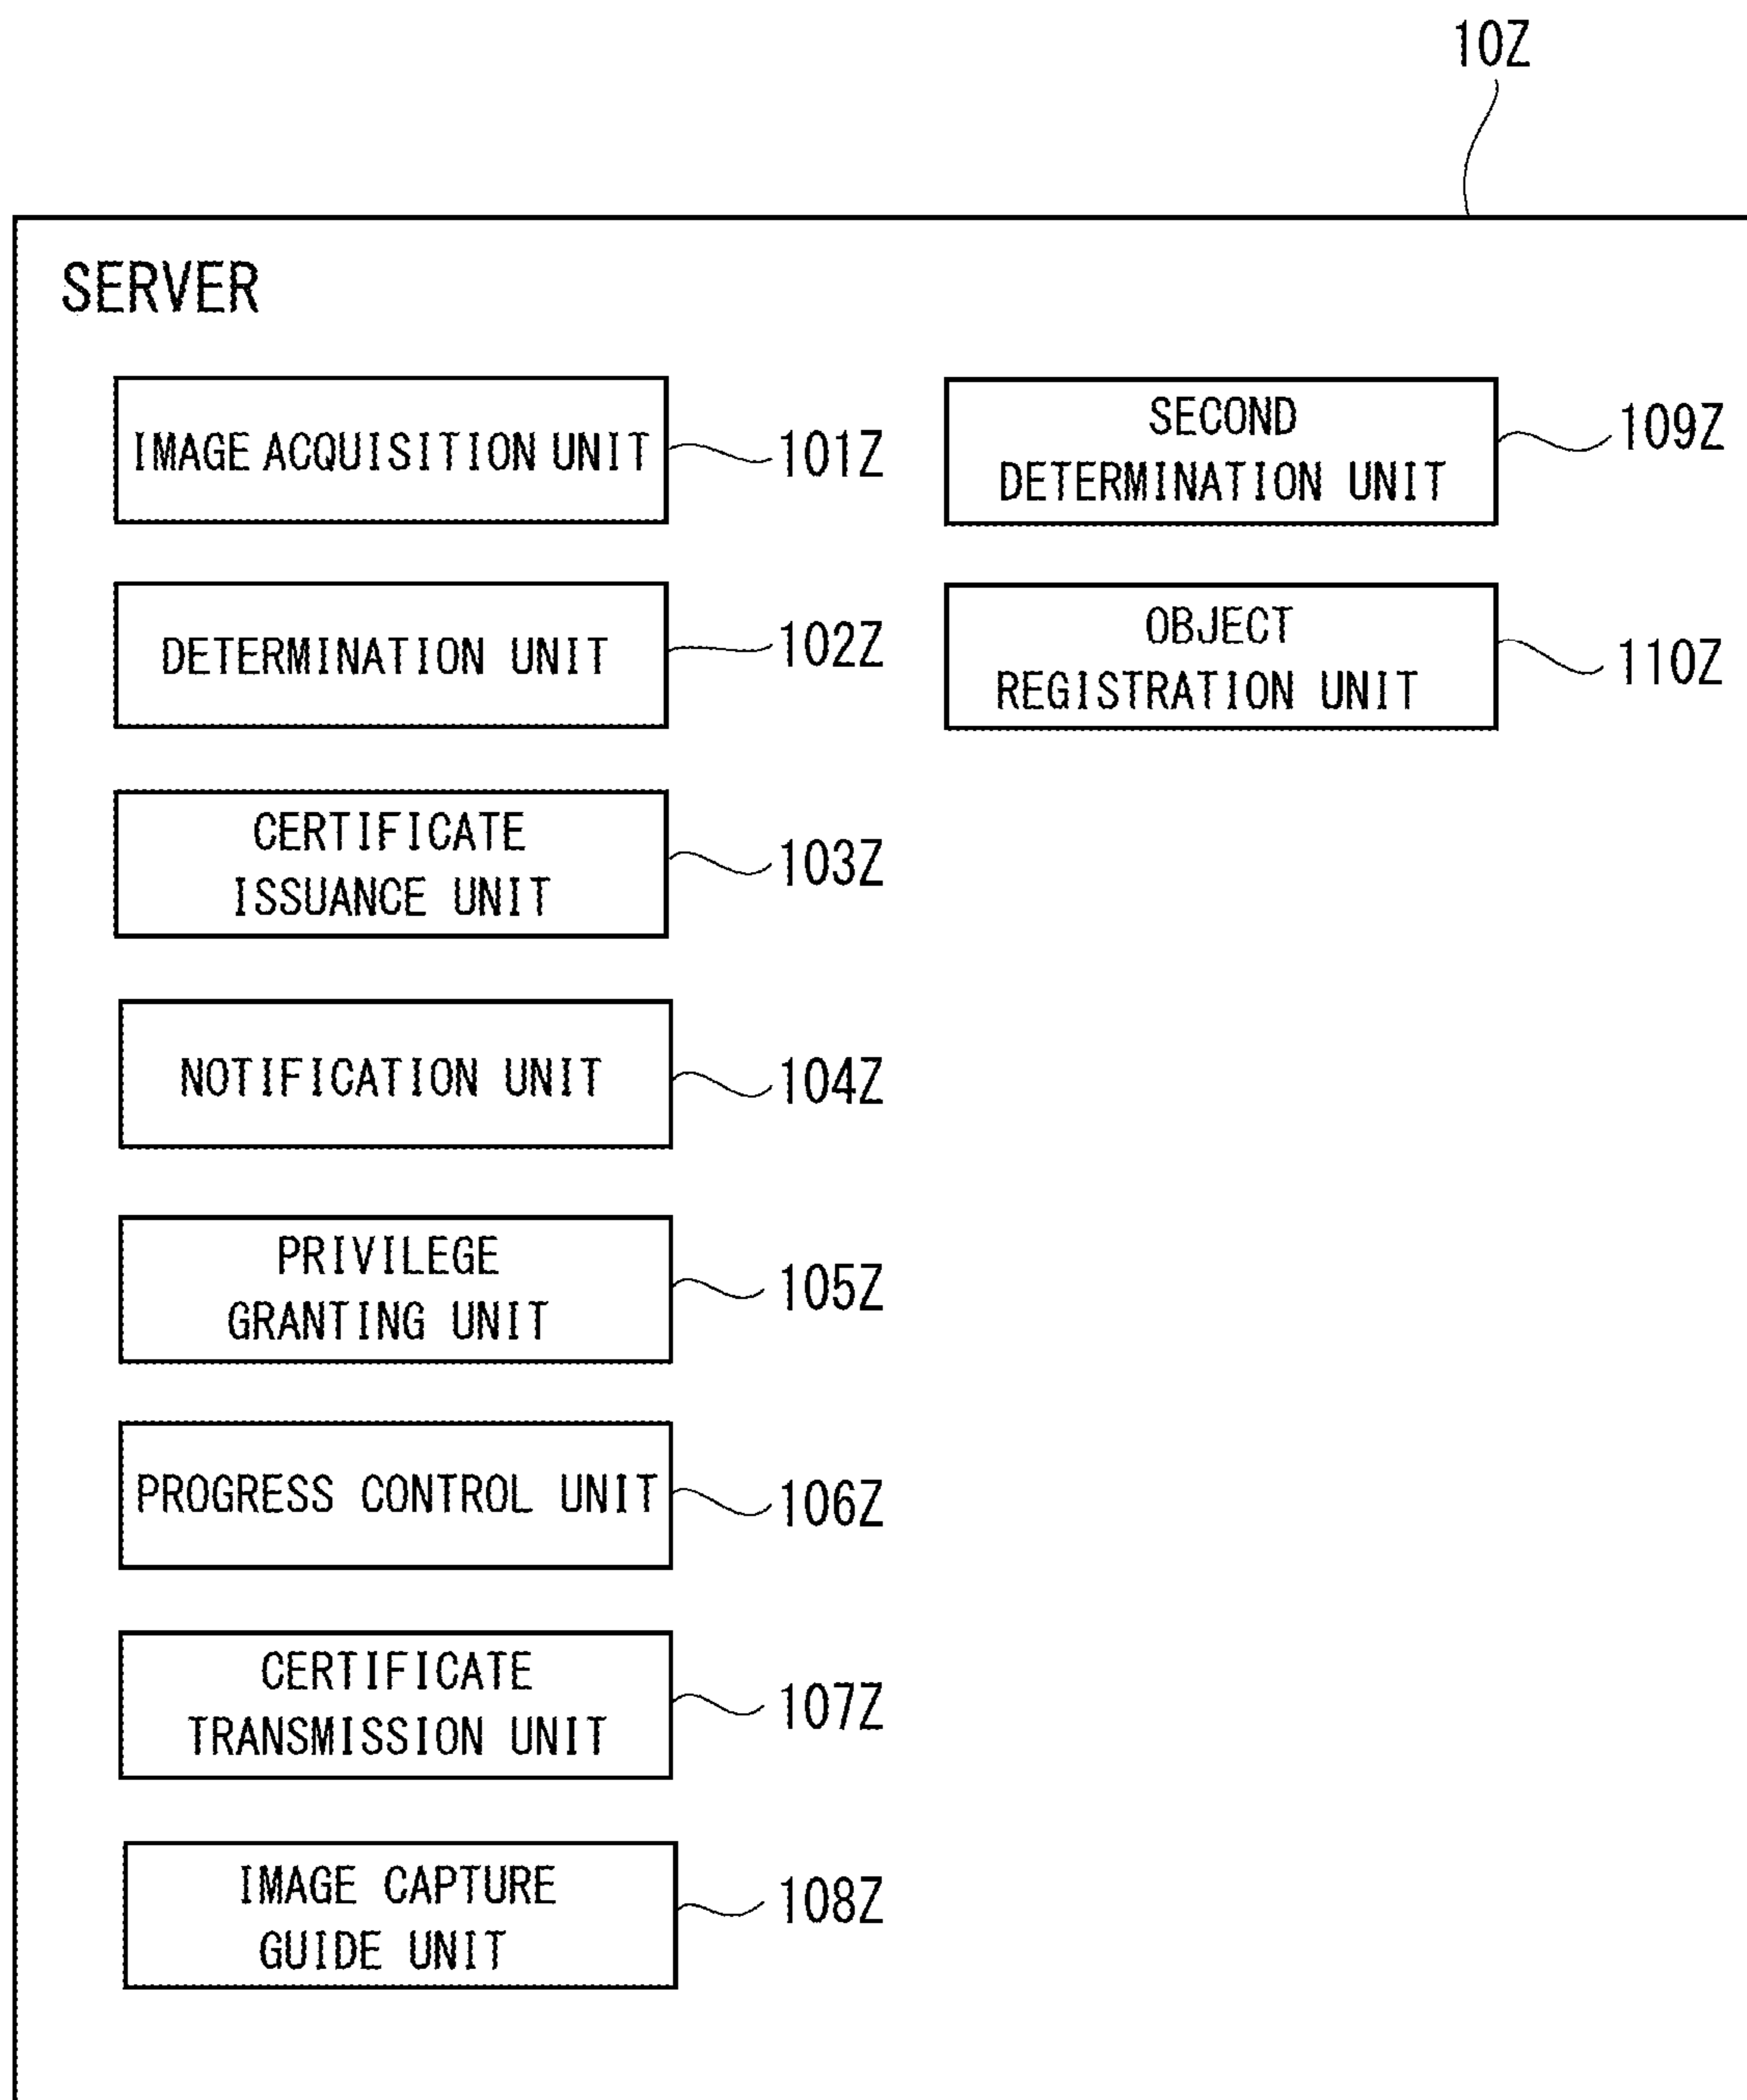 10Z
SERVER
IMAGE ACQUISITION UNIT
101Z
DETERMINATION UNIT
102Z
CERTIFICATE
ISSUANCE UNIT
103Z
NOTIFICATION UNIT
104Z
PRIVILEGE
GRANTING UNIT
105Z
PROGRESS CONTROL UNIT
106Z
CERTIFICATE
TRANSMISSION UNIT
107Z
IMAGE CAPTURE
GUIDE UNIT
108Z
SECOND
DETERMINATION UNIT
109Z
OBJECT
REGISTRATION UNIT
110Z